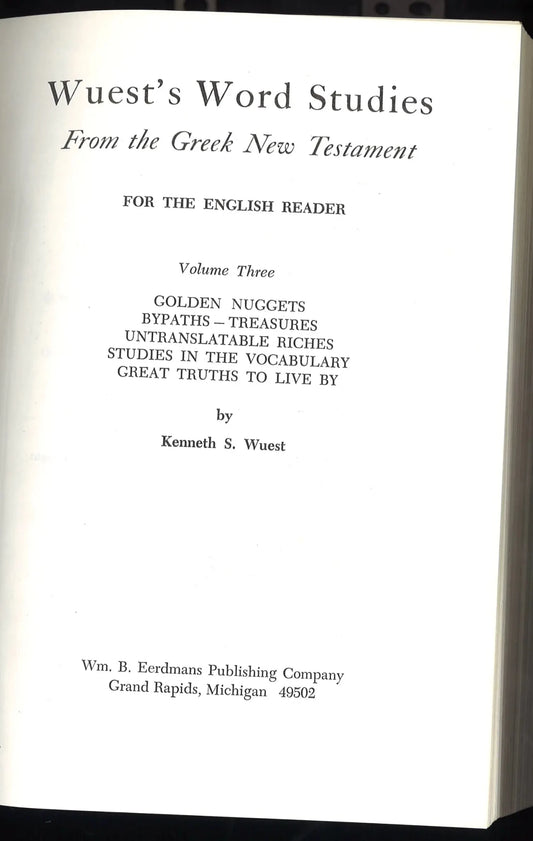 Wuest's Word Studies
From the Greek New Testament
FOR THE ENGLISH READER
Volume Three
GOLDEN NUGGETS
BYPATHS – TREASURES
UNTRANSLATABLE RICHES
STUDIES IN THE VOCABULARY
GREAT TRUTHS TO LIVE BY
by
Kenneth S. Wuest
Wm. B. Eerdmans Publishing Company
Grand Rapids, Michigan 49502